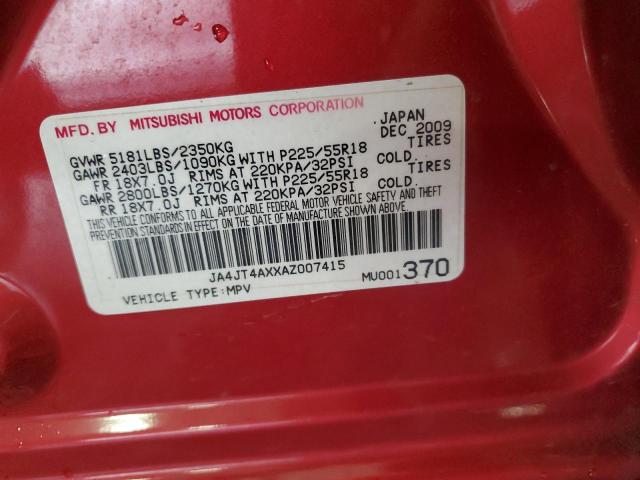 MFD.BY MITSUBISHI MOTORS CORPORATION JAPAN
GVWR 5181LBS/2350KG DEC 2009
GAWR 2403LBS/1090KG WITH P225/55R18 TIRES
FR 18X7.0J RIMS AT 220KPA/32PSI COLD.
GAWR 2800LBS/1270KG WITH P225/55R18 TIRES
RR 18X7.0J RIMS AT 220KPA/32PSI COLD.
THIS VEHICLE CONFORMS TO ALL APPLICABLE FEDERAL MOTOR VEHICLE SAFETY AND THEFT
PREVENTION STANDARDS IN EFFECT ON THE DATE OF MANUFACTURE SHOWN ABOVE.
JA4JT4AXXAZ007415
VEHICLE TYPE:MPV MU001 370